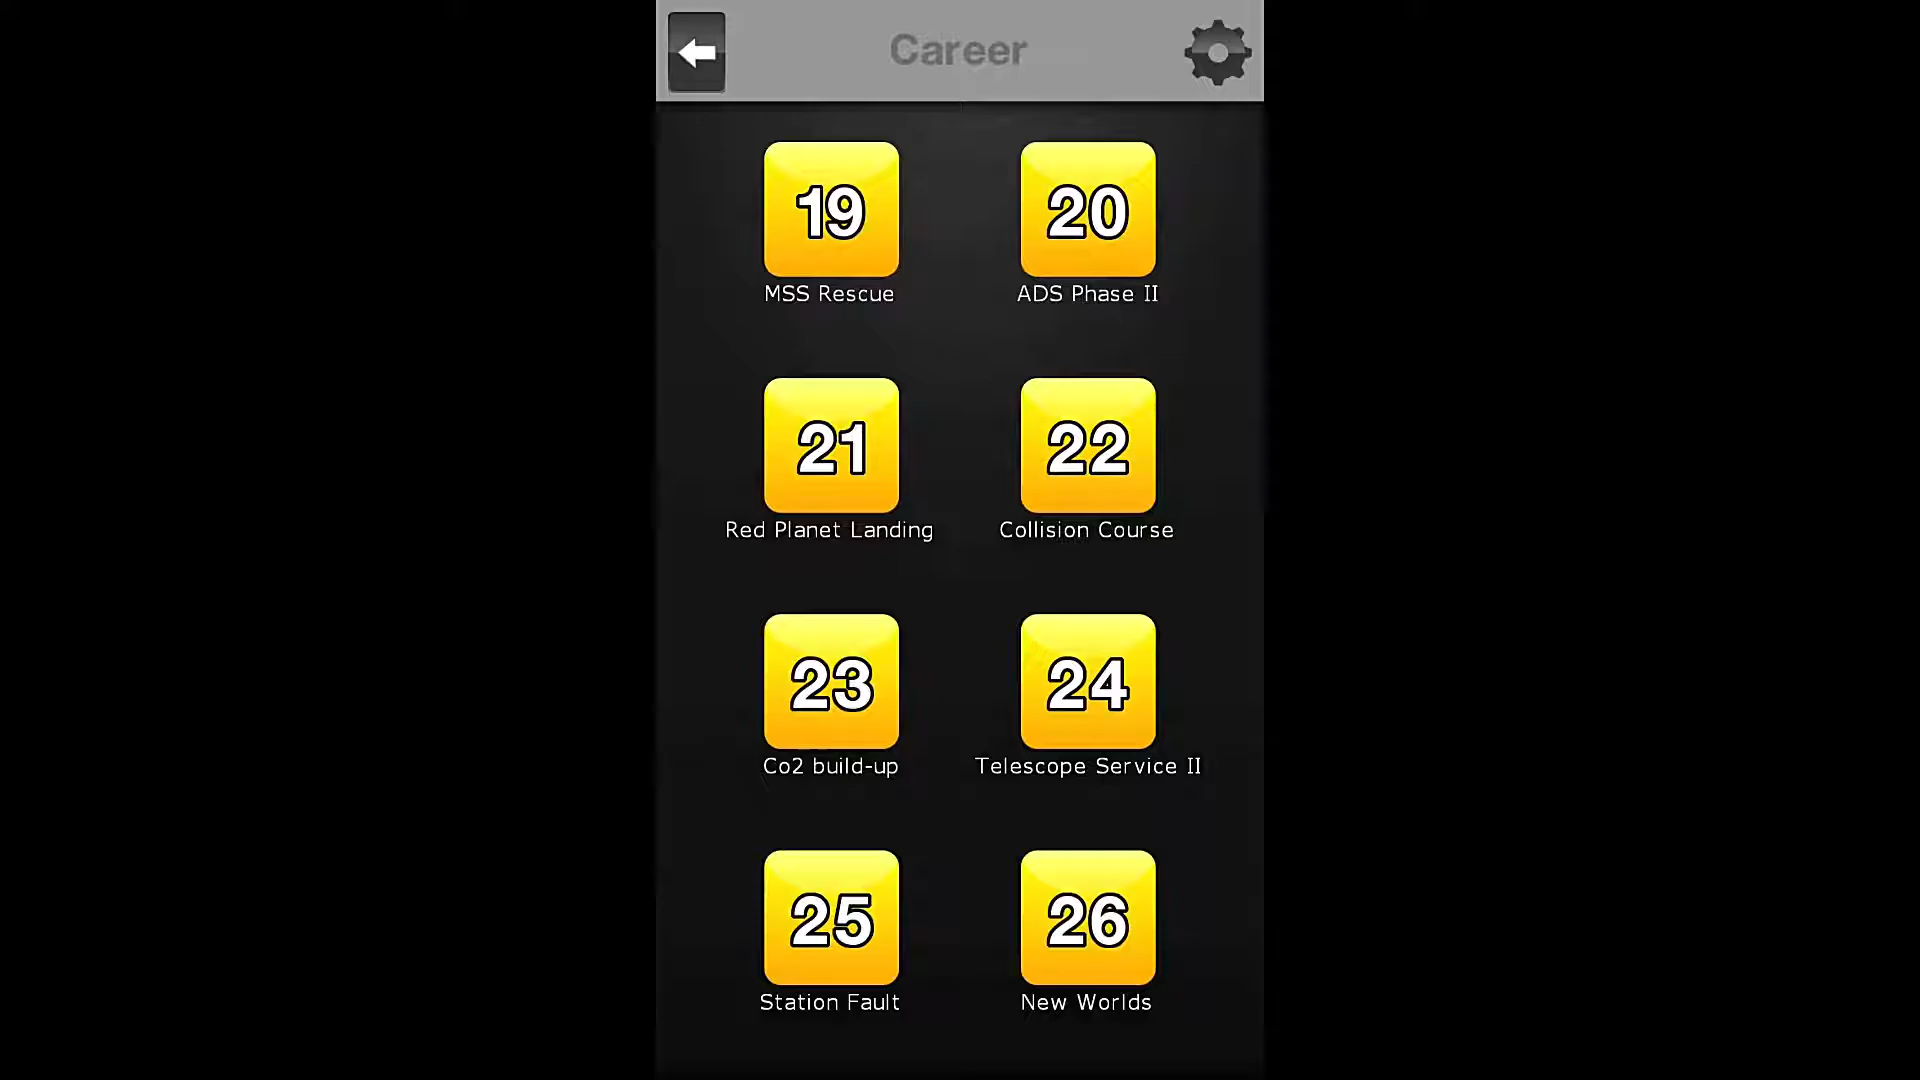 Career
19 20
MSS Rescue ADS Phase II
21 22
Red Planet Landing Collision Course
23 24
Co2 build-up Telescope Service II
25 26
Station Fault New Worlds